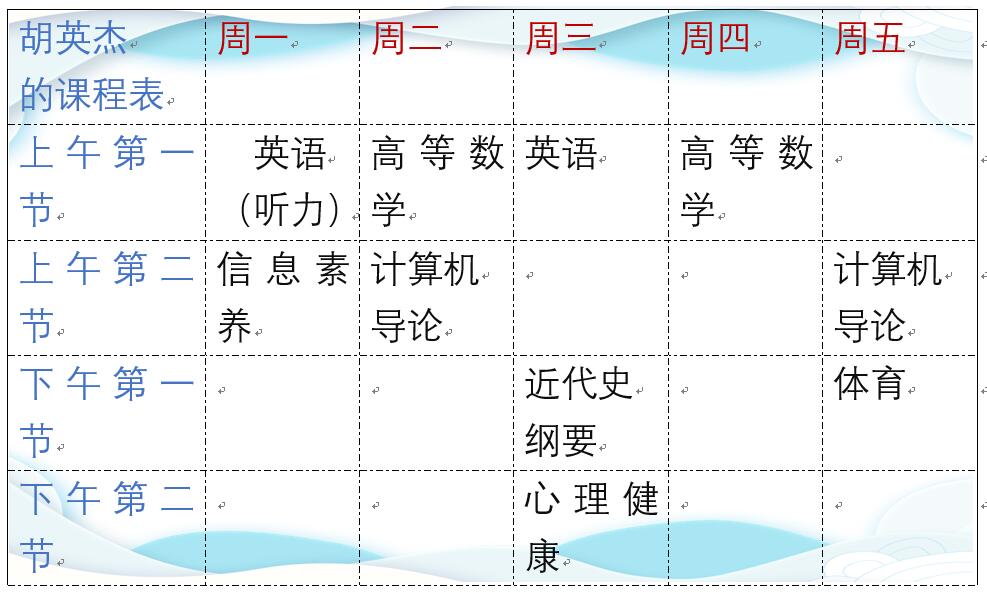 胡英杰 周一 周二 周三 周四 周五
的课程表
上午第一 英语 高等数 英语 高等数
节 （听力） 学 学
上午第二 信息素 计算机 计算机
节 养 导论 导论
下午第一 近代史 体育
节 纲要
下午第二 心理健
节 康